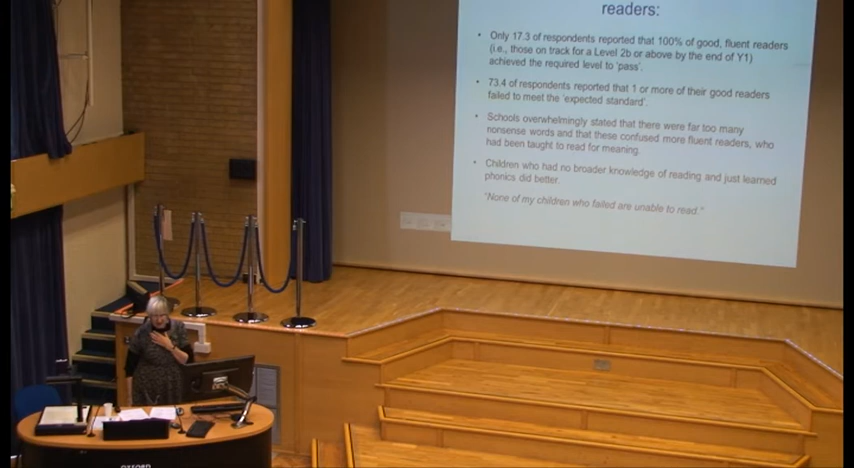 readers:
• Only 17.3 of respondents reported that 100% of good, fluent readers
(i.e., those on track for a Level 2b or above by the end of Y1)
achieved the required level to 'pass'.
• 73.4 of respondents reported that 1 or more of their good readers
failed to meet the 'expected standard'.
• Schools overwhelmingly stated that there were far too many
nonsense words and that these confused more fluent readers, who
had been taught to read for meaning.
• Children who had no broader knowledge of reading and just learned
phonics did better.
"None of my children who failed are unable to read."
OXFORD